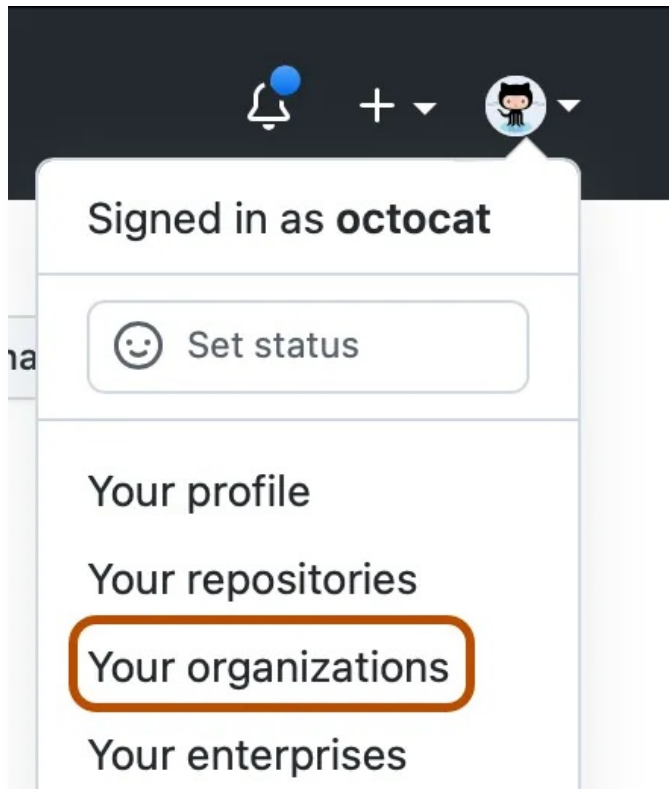 Signed in as octocat
Set status
Your profile
Your repositories
Your organizations
Your enterprises